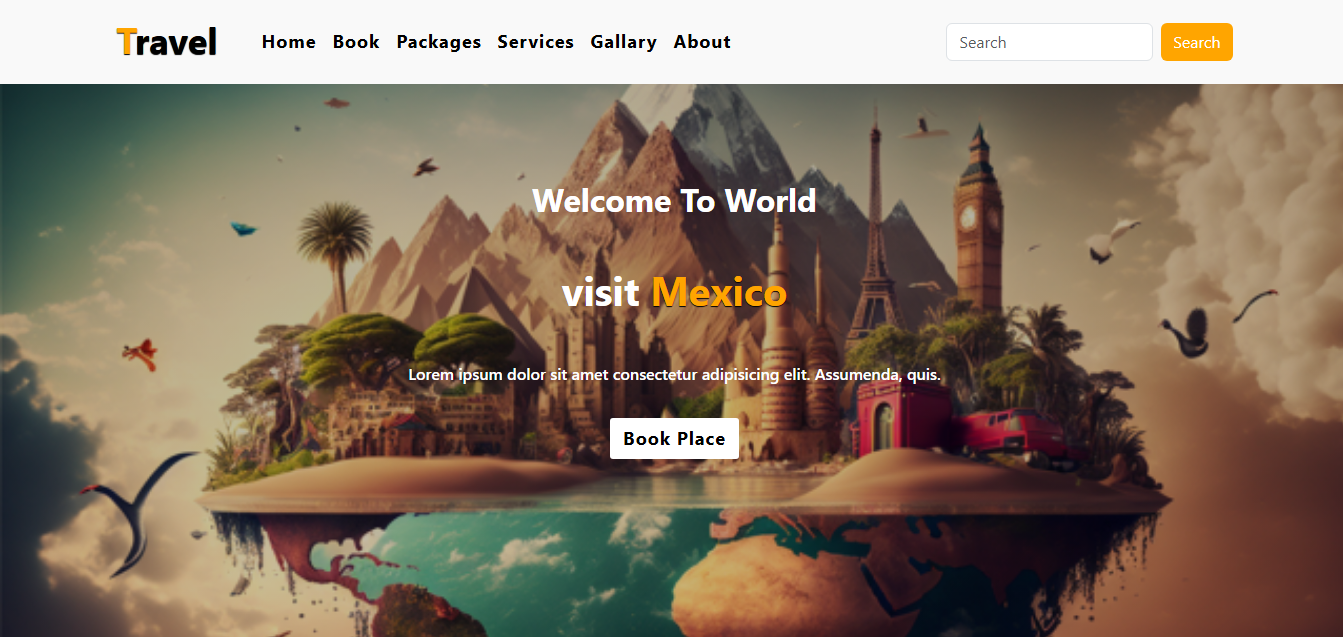 Travel Home Book Packages Services Gallary About Search Search
Welcome To World
visit Mexico
Lorem ipsum dolor sit amet consectetur adipisicing elit. Assumenda, quis.
Book Place